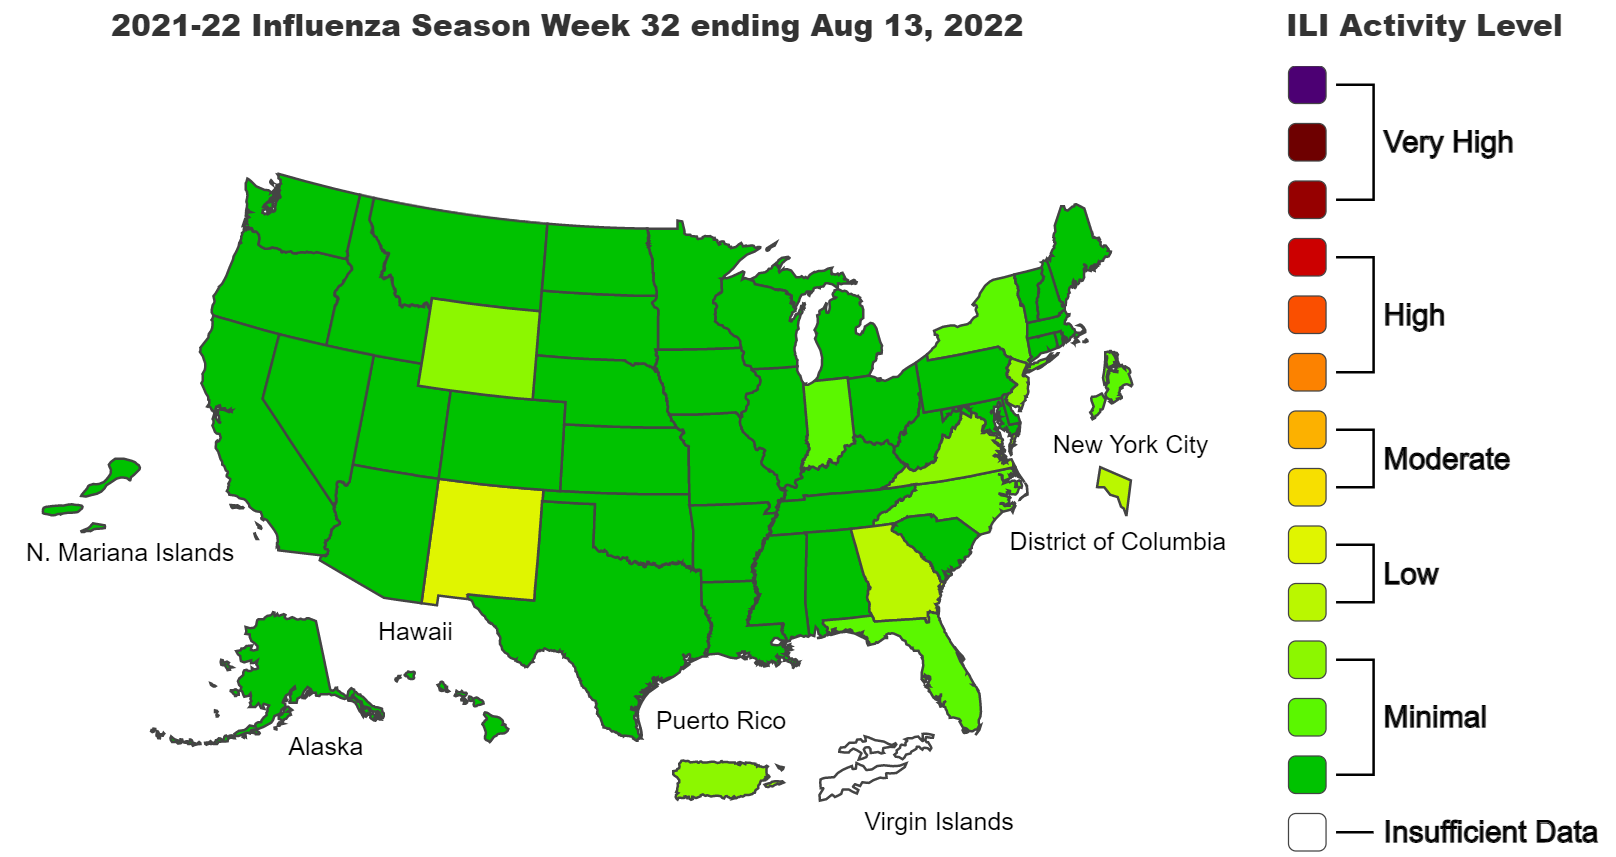 2021-22 Influenza Season Week 32 ending Aug 13, 2022
ILI Activity Level
Very High
High
Moderate
Low
Minimal
Insufficient Data
New York City
District of Columbia
N. Mariana Islands
Hawaii
Alaska
Puerto Rico
Virgin Islands